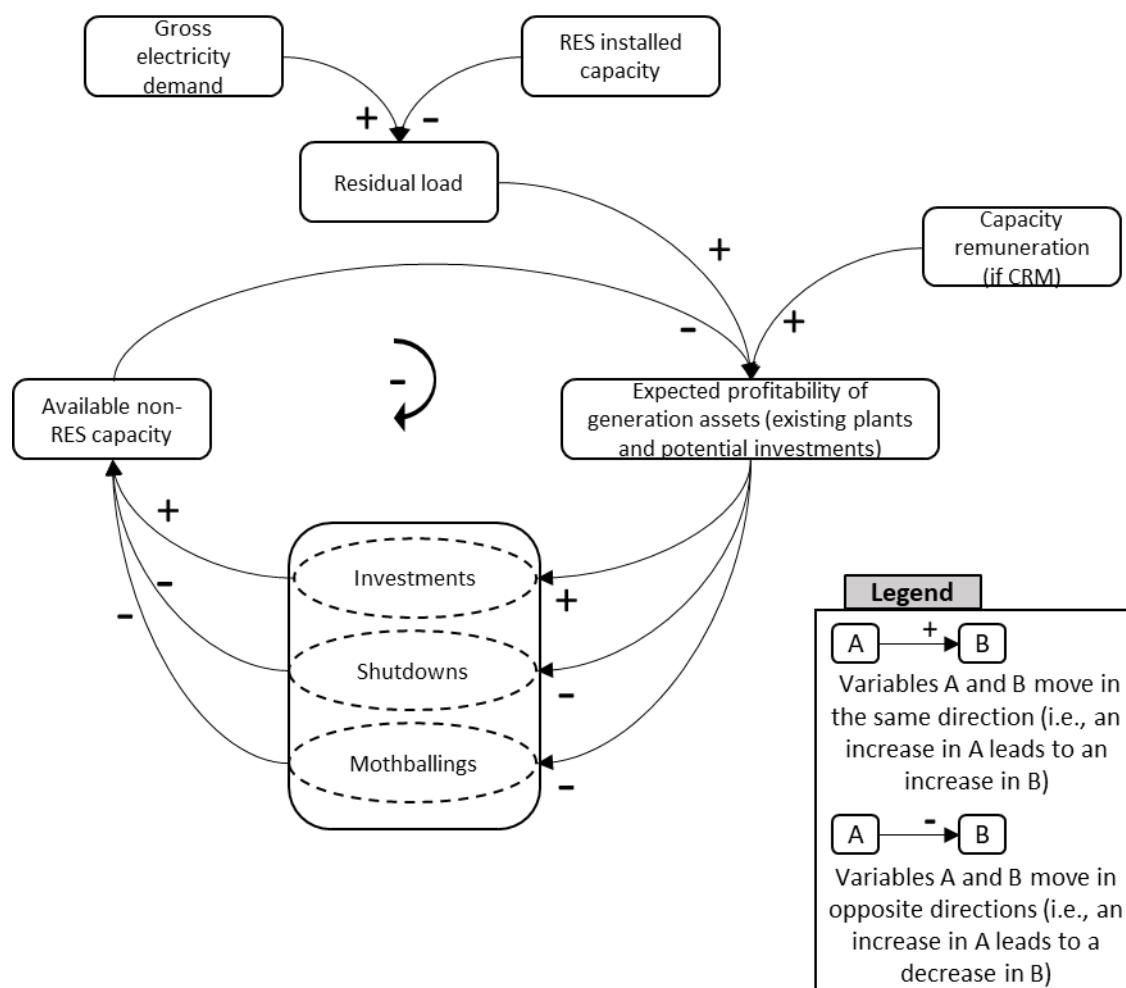 Gross
electricity
demand
RES installed
capacity
+
-
Residual load
+
Capacity
remuneration
(if CRM)
-
+
-
Available non-
RES capacity
Expected profitability of
generation assets (existing plants
and potential investments)
+
-
-
Investments
+
Shutdowns
-
Mothballings
-
Legend
A
+
B
Variables A and B move in
the same direction (i.e., an
increase in A leads to an
increase in B)
A
-
B
Variables A and B move in
opposite directions (i.e., an
increase in A leads to a
decrease in B)